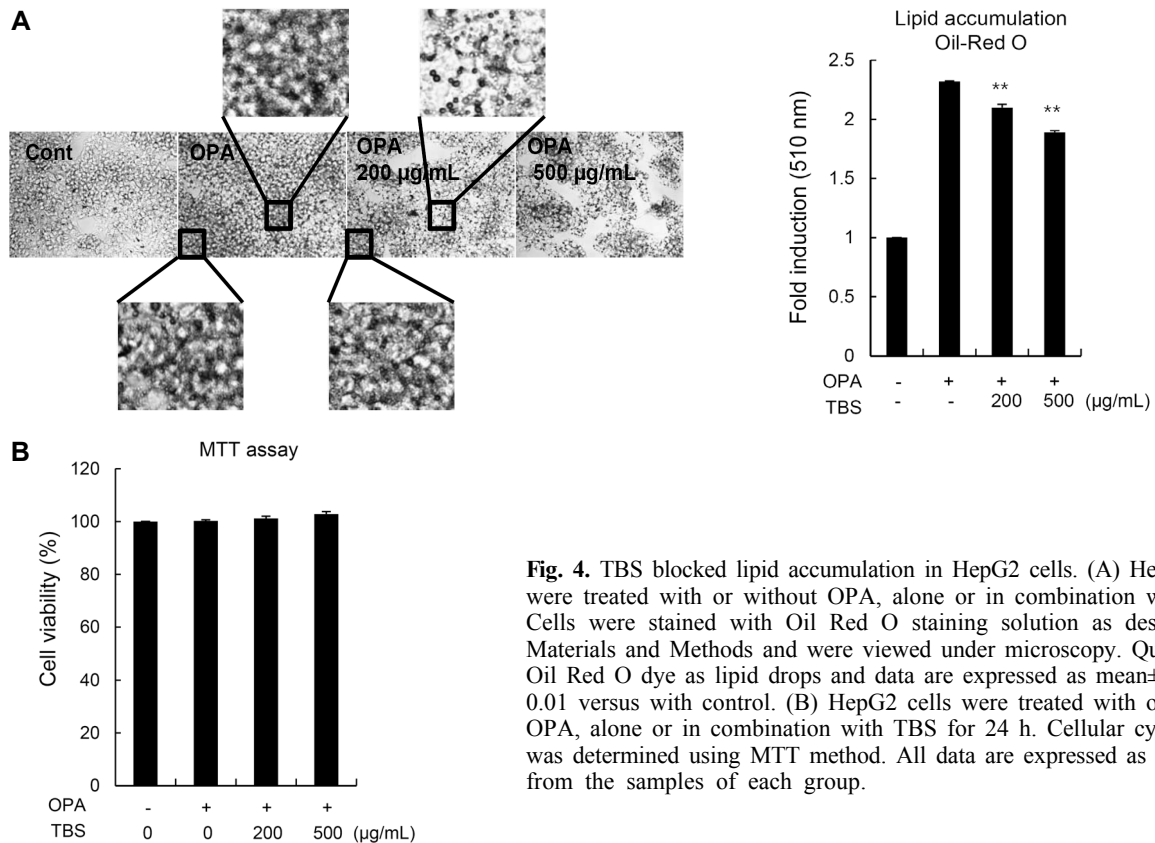 A
Cont
OPA
OPA
200 µg/mL
OPA
500 µg/mL
Lipid accumulation
Oil-Red O
Fold induction (510 nm)
2.5
2
1.5
1
0.5
0
OPA - + + +
TBS - - 200 500 (µg/mL)
B
MTT assay
Cell viability (%)
120
100
80
60
40
20
0
OPA - + + +
TBS 0 0 200 500 (µg/mL)
Fig. 4. TBS blocked lipid accumulation in HepG2 cells. (A) He
were treated with or without OPA, alone or in combination w
Cells were stained with Oil Red O staining solution as des
Materials and Methods and were viewed under microscopy. Qu
Oil Red O dye as lipid drops and data are expressed as mean±
0.01 versus with control. (B) HepG2 cells were treated with o
OPA, alone or in combination with TBS for 24 h. Cellular cy
was determined using MTT method. All data are expressed as
from the samples of each group.
** **